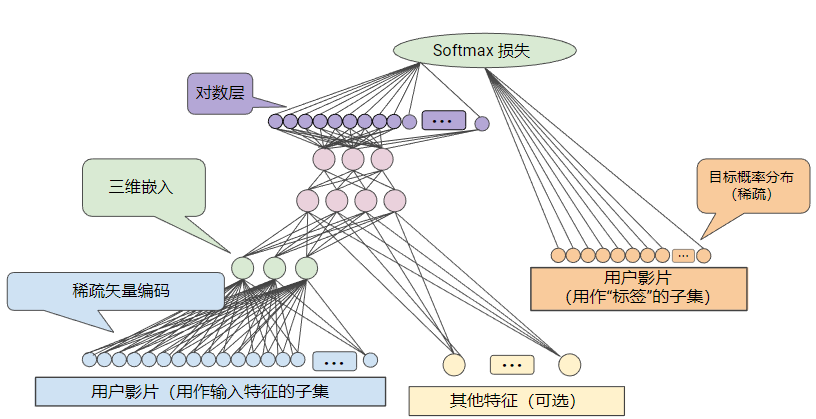 Softmax 损失
对数层
三维嵌入
目标概率分布
（稀疏）
稀疏矢量编码
用户影片
（用作“标签”的子集）
用户影片（用作输入特征的子集
其他特征（可选）